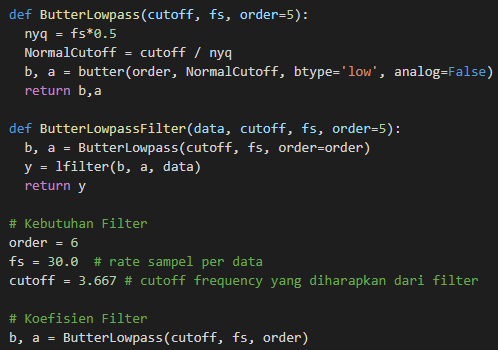 def ButterLowpass(cutoff, fs, order=5):
nyq = fs*0.5
NormalCutoff = cutoff / nyq
b, a = butter(order, NormalCutoff, btype='low', analog=False)
return b,a
def ButterLowpassFilter(data, cutoff, fs, order=5):
b, a = ButterLowpass(cutoff, fs, order=order)
y = lfilter(b, a, data)
return y
# Kebutuhan Filter
order = 6
fs = 30.0  # rate sampel per data
cutoff = 3.667 # cutoff frequency yang diharapkan dari filter
# Koefisien Filter
b, a = ButterLowpass(cutoff, fs, order)